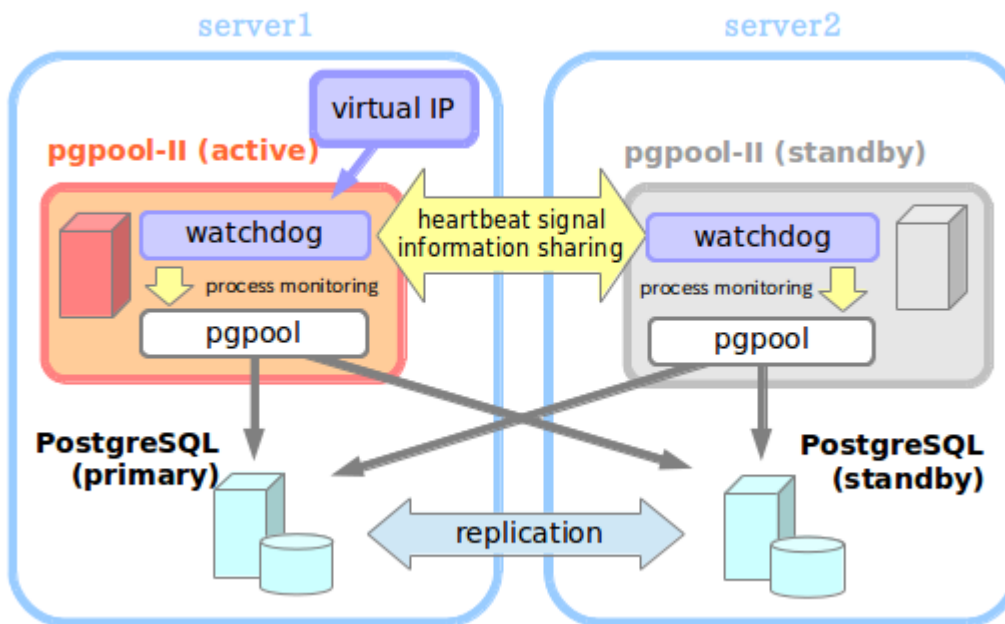 server1
server2
virtual IP
pgpool-II (active)
pgpool-II (standby)
watchdog
heartbeat signal
information sharing
watchdog
process monitoring
process monitoring
pgpool
pgpool
PostgreSQL
(primary)
PostgreSQL
(standby)
replication